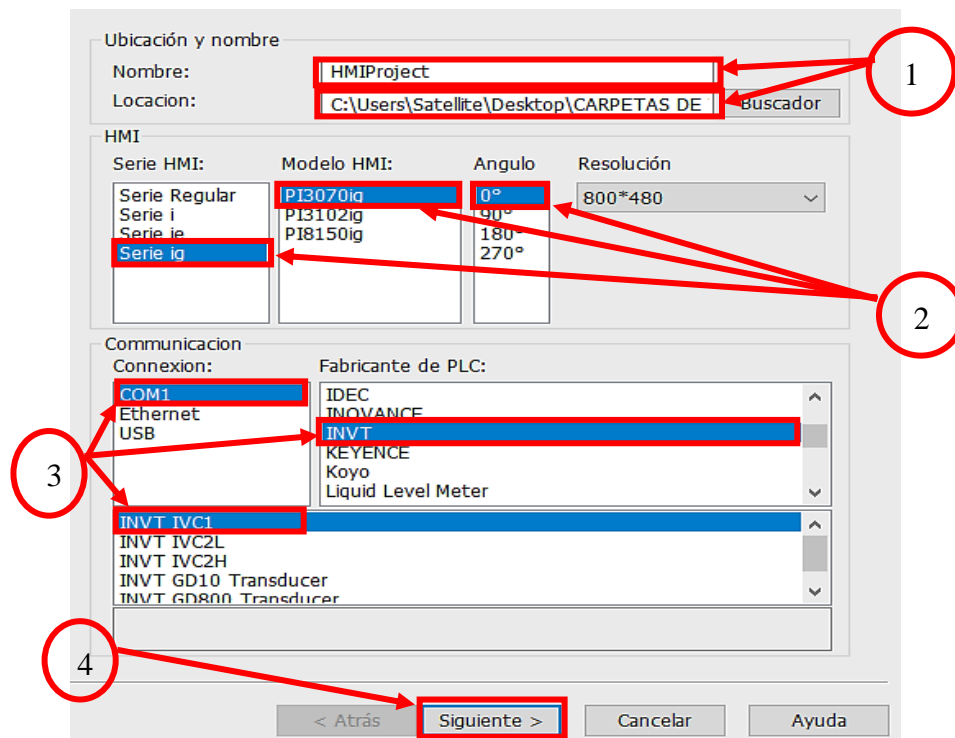 Ubicación y nombre
Nombre: HMIProject
1
Locacion: C:\Users\Satellite\Desktop\CARPETAS DE Buscador
HMI
Serie HMI: Modelo HMI: Angulo Resolución
Serie Regular PI3070ig 0° 800*480
Serie i PI3102ig 90°
Serie ie PI8150ig 180°
Serie ig 270°
2
Communicacion
Connexion: Fabricante de PLC:
COM1 IDEC
Ethernet INOVANCE
USB INVT
KEYENCE
3
Koyo
Liquid Level Meter
INVT IVC1
INVT IVC2L
INVT IVC2H
INVT GD10 Transducer
INVT GD800 Transducer
4
< Atrás Siguiente > Cancelar Ayuda